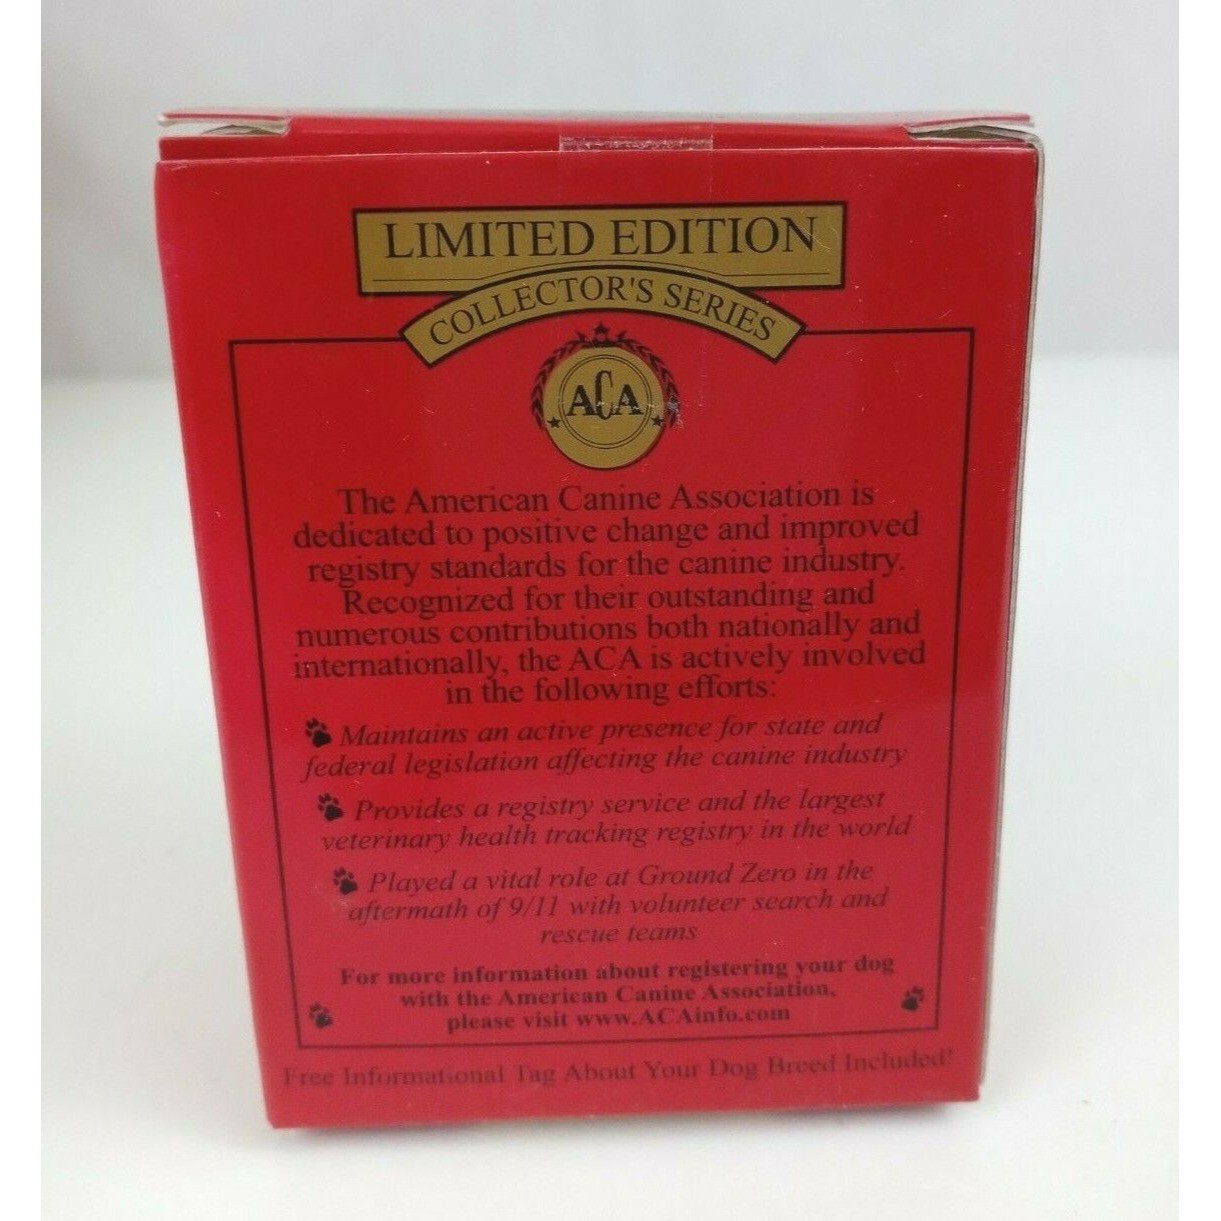 LIMITED EDITION
COLLECTOR'S SERIES
ACA
The American Canine Association is
dedicated to positive change and improved
registry standards for the canine industry.
Recognized for their outstanding and
numerous contributions both nationally and
internationally, the ACA is actively involved
in the following efforts:
Maintains an active presence for state and
federal legislation affecting the canine industry
Provides a registry service and the largest
veterinary health tracking registry in the world
Played a vital role at Ground Zero in the
aftermath of 9/11 with volunteer search and
rescue teams
For more information about registering your dog
with the American Canine Association,
please visit www.ACAinfo.com
Free Informational Tag About Your Dog Breed Included!